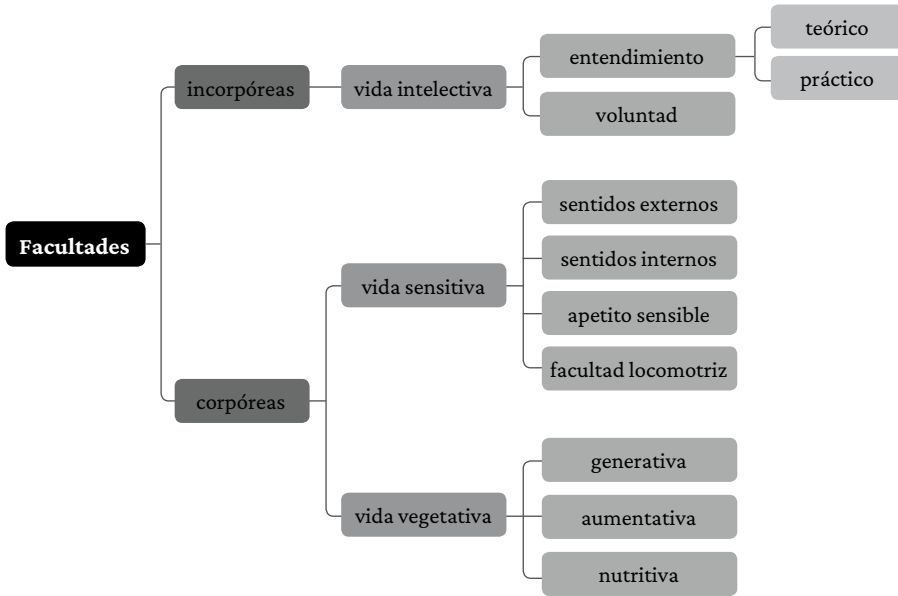 Facultades
incorpóreas
vida intelectiva
entendimiento
teórico
práctico
voluntad
corpóreas
vida sensitiva
sentidos externos
sentidos internos
apetito sensible
facultad locomotriz
vida vegetativa
generativa
aumentativa
nutritiva